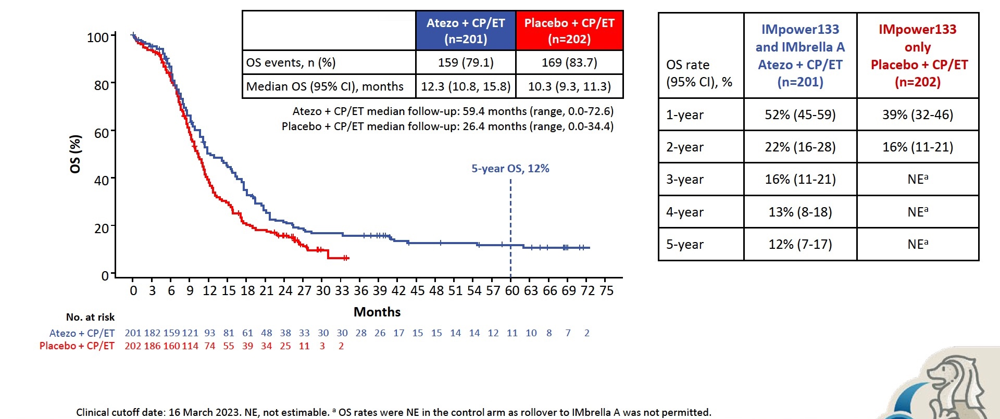 Atezo + CP/ET Placebo + CP/ET
(n=201) (n=202)
OS events, n (%) 159 (79.1) 169 (83.7)
Median OS (95% CI), months 12.3 (10.8, 15.8) 10.3 (9.3, 11.3)
Atezo + CP/ET median follow-up: 59.4 months (range, 0.0-72.6)
Placebo + CP/ET median follow-up: 26.4 months (range, 0.0-34.4)
OS (%)
100
80
60
40
20
0
5-year OS, 12%
0 3 6 9 12 15 18 21 24 27 30 33 36 39 42 45 48 51 54 57 60 63 66 69 72 75
Months
No. at risk
Atezo + CP/ET 201 182 159 121 93 81 61 48 38 33 30 30 28 26 17 15 15 14 14 12 11 10 8 7 2
Placebo + CP/ET 202 186 160 114 74 55 39 34 25 11 3 2
IMpower133 IMpower133
and IMbrella A only
OS rate Atezo + CP/ET Placebo + CP/ET
(95% CI), % (n=201) (n=202)
1-year 52% (45-59) 39% (32-46)
2-year 22% (16-28) 16% (11-21)
3-year 16% (11-21) NEᵃ
4-year 13% (8-18) NEᵃ
5-year 12% (7-17) NEᵃ
Clinical cutoff date: 16 March 2023. NE, not estimable. ᵃ OS rates were NE in the control arm as rollover to IMbrella A was not permitted.